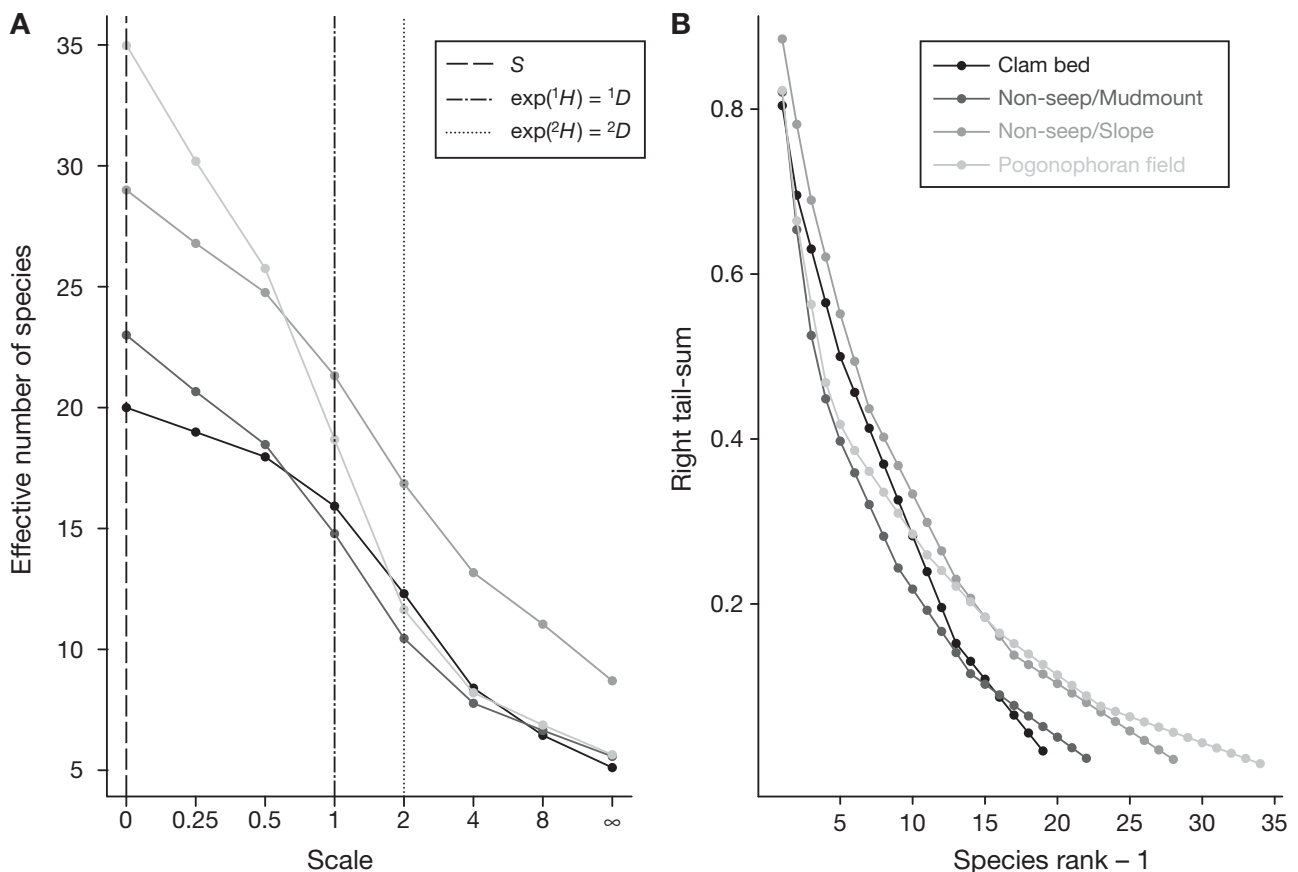 A
35
30
25
20
15
10
5
Effective number of species
0 0.25 0.5 1 2 4 8 ∞
Scale
S
exp(¹H) = ¹D
exp(²H) = ²D
B
0.8
0.6
0.4
0.2
Right tail-sum
5 10 15 20 25 30 35
Species rank – 1
Clam bed
Non-seep/Mudmount
Non-seep/Slope
Pogonophoran field